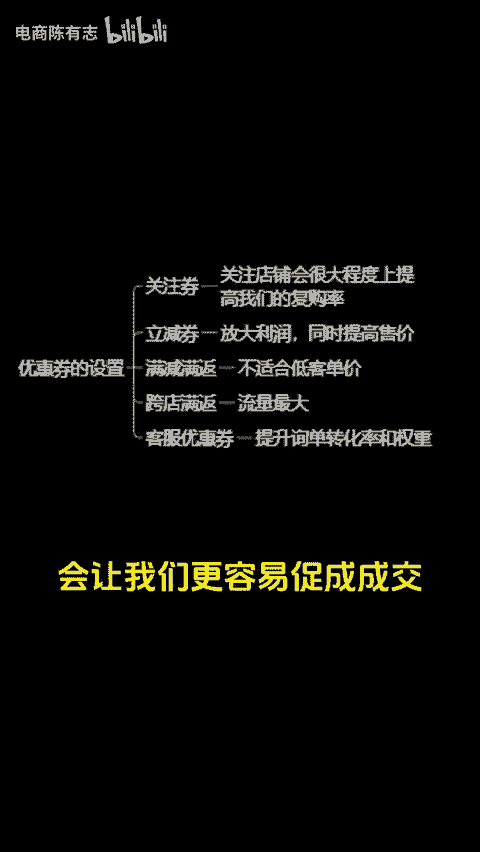 电商陈有志 bilibili
关注券 关注店铺会很大程度上提
高我们的复购率
立减券 放大利润，同时提高售价
优惠券的设置 满减满返 不适合低客单价
跨店满返 流量最大
客服优惠券 提升询单转化率和权重
会让我们更容易促成成交